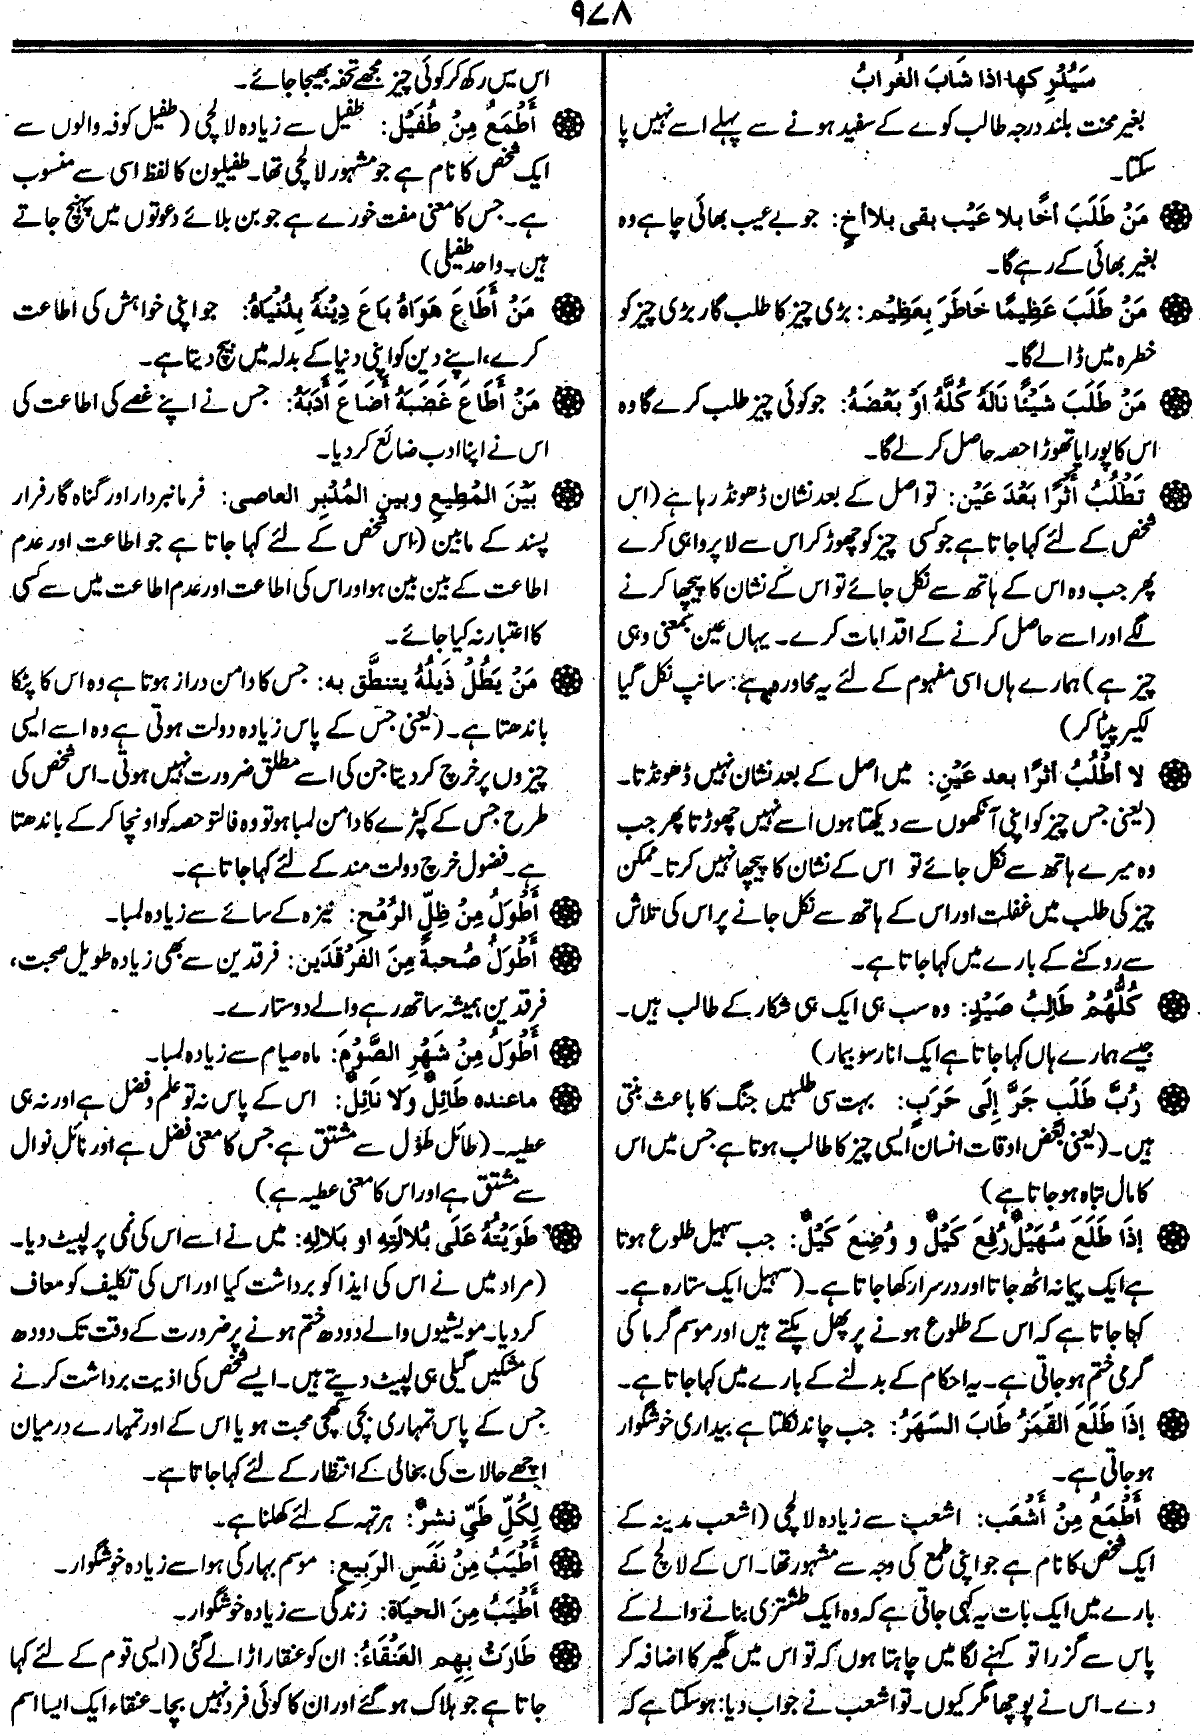 ۹۷۸
سَيُدْرِكها اذا شَابَ الغُراب
بغیر محنت بلند درجہ طالب کوے کے سفید ہونے سے پہلے اسے نہیں پا
سکتا۔
مَنْ طَلَبَ أخًا بلا عَيْب بقى بلا أخٍ: جو بے عیب بھائی چاہے وہ
بغیر بھائی کے رہے گا۔
مَنْ طَلَبَ عَظِيمًا خَاطَرَ بِعَظِيْم: بڑی چیز کا طلب گار بڑی چیز کو
خطرہ میں ڈالے گا۔
مَنْ طَلَبَ شَيْئًا نَالَهُ كُلَّهُ اَوْ بَعْضَهُ: جو کوئی چیز طلب کرے گا وہ
اس کا پورا یا تھوڑا حصہ حاصل کر لے گا۔
تَطْلُبُ أَثَرًا بَعْدَ عَيْن: تو اصل کے بعد نشان ڈھونڈ رہا ہے (اس
شخص کے لئے کہا جاتا ہے جو کسی چیز کو چھوڑ کر اس سے لا پرواہی کرے
پھر جب وہ اس کے ہاتھ سے نکل جائے تو اس کے نشان کا پیچھا کرنے
لگے اور اسے حاصل کرنے کے اقدامات کرے۔ یہاں عین بمعنی وہی
چیز ہے) ہمارے ہاں اسی مفہوم کے لئے یہ محاورہ ہے: سانپ نکل گیا
لکیر پیٹا کر)
لا أطْلُبُ أثرًا بعد عَيْنٍ: میں اصل کے بعد نشان نہیں ڈھونڈتا۔
(یعنی جس چیز کو اپنی آنکھوں سے دیکھتا ہوں اسے نہیں چھوڑتا پھر جب
وہ میرے ہاتھ سے نکل جائے تو اس کے نشان کا پیچھا نہیں کرتا۔ ممکن
چیز کی طلب میں غفلت اور اس کے ہاتھ سے نکل جانے پر اس کی تلاش
سے روکنے کے بارے میں کہا جاتا ہے۔
كُلُّهُمْ طَالِبُ صَيْدٍ: وہ سب ہی ایک ہی شکار کے طالب ہیں۔
جیسے ہمارے ہاں کہا جاتا ہے ایک انار سو بیمار)
رُبَّ طَلَبٍ جَرَّ إِلَى حَرَبٍ: بہت سی طلبیں جنگ کا باعث بنتی
ہیں۔ (یعنی بعض اوقات انسان ایسی چیز کا طالب ہوتا ہے جس میں اس
کا مال تباہ ہو جاتا ہے)
إذَا طَلَعَ سُهَيْلٌ رُفِعَ كَيْلٌ و وُضِعَ كَيْلٌ: جب سہیل طلوع ہوتا
ہے ایک پیمانہ اٹھ جاتا اور دوسرا رکھا جاتا ہے۔ (سہیل ایک ستارہ ہے۔
کہا جاتا ہے کہ اس کے طلوع ہونے پر پھل پکتے ہیں اور موسم گرما کی
گرمی ختم ہو جاتی ہے۔ یہ احکام کے بدلنے کے بارے میں کہا جاتا ہے۔
إذَا طَلَعَ القَمَرُ طَابَ السَهَرُ: جب چاند نکلتا ہے بیداری خوشگوار
ہو جاتی ہے۔
أَطْمَعُ مِنْ أَشْعَب: اشعب سے زیادہ لالچی (اشعب مدینہ کے
ایک شخص کا نام ہے جو اپنی طمع کی وجہ سے مشہور تھا۔ اس کے لالچ کے
بارے میں ایک بات یہ کہی جاتی ہے کہ وہ ایک طشتری بنانے والے کے
پاس سے گزرا تو کہنے لگا میں چاہتا ہوں کہ تو اس میں گھیر کا اضافہ کر
دے۔ اس نے پوچھا مگر کیوں۔ تو اشعب نے جواب دیا: ہو سکتا ہے کہ
اس میں رکھ کر کوئی چیز مجھے تحفہ بھیجا جائے۔
أَطْمَعُ مِنْ طُفَيْل: طفیل سے زیادہ لالچی (طفیل کوفہ والوں سے
ایک شخص کا نام ہے جو مشہور لالچی تھا۔ طفیلیون کا لفظ اسی سے منسوب
ہے۔ جس کا معنی مفت خورے ہے جو بن بلائے دعوتوں میں پہنچ جاتے
ہیں۔ واحد طفیلی)
مَنْ أَطَاعَ هَوَاهُ بَاعَ دِيْنَهُ بِدُنْيَاهُ: جو اپنی خواہش کی اطاعت
کرے، اپنے دین کو اپنی دنیا کے بدلہ میں بیچ دیتا ہے۔
مَنْ أَطَاعَ غَضَبَهُ أَضَاعَ أَدَبَهُ: جس نے اپنے غصے کی اطاعت کی
اس نے اپنا ادب ضائع کر دیا۔
بَيْنَ المُطِيعِ وبين المُدْبِرِ العاصى: فرمانبردار اور گناہ گار فرار
پسند کے مابین (اس شخص کے لئے کہا جاتا ہے جو اطاعت اور عدم
اطاعت کے بین بین ہو اور اس کی اطاعت اور عدم اطاعت میں سے کسی
کا اعتبار نہ کیا جائے۔
مَنْ يَطُلْ ذَيلُهُ يتنطَّق به: جس کا دامن دراز ہوتا ہے وہ اس کا پٹکا
باندھتا ہے۔ (یعنی جس کے پاس زیادہ دولت ہوتی ہے وہ اسے ایسی
چیزوں پر خرچ کر دیتا جن کی اسے مطلق ضرورت نہیں ہوتی۔ اس شخص کی
طرح جس کے کپڑے کا دامن لمبا ہو تو وہ فالتو حصہ کو اونچا کر کے باندھتا
ہے۔ فضول خرچ دولت مند کے لئے کہا جاتا ہے۔
أَطْوَلُ مِنْ ظِلِّ الرُمْحِ: نیزہ کے سائے سے زیادہ لمبا۔
أَطْوَلُ صُحبةً مِنَ الفَرْقَدَين: فرقدین سے بھی زیادہ طویل صحبت،
فرقدین ہمیشہ ساتھ رہے والے دو ستارے۔
أَطْوَلُ مِنْ شَهْرِ الصَّوْمَ: ماہ صیام سے زیادہ لمبا۔
ماعنده طَائِلٌ وَلا نَائِلٌ: اس کے پاس نہ تو علم و فضل ہے اور نہ ہی
عطیہ۔ (طائل طَوْل سے مشتق ہے جس کا معنی فضل ہے اور نائل نوال
سے مشتق ہے اور اس کا معنی عطیہ ہے)
طَوَيْتُهُ عَلَى بُلَالَتِهِ او بَلَالِهِ: میں نے اسے اس کی نمی پر لپیٹ دیا۔
(مراد میں نے اس کی ایذا کو برداشت کیا اور اس کی تکلیف کو معاف
کر دیا۔ مویشیوں والے دودھ ختم ہونے پر ضرورت کے وقت تک دودھ
کی مشکیں گیلی ہی لپیٹ دیتے ہیں۔ ایسے شخص کی اذیت برداشت کرنے
جس کے پاس تمہاری بچی کھچی محبت ہو یا اس کے اور تمہارے درمیان
اچھے حالات کی بحالی کے انتظار کے لئے کہا جاتا ہے۔
لِكُلِّ طَيٍّ نشرٌ: ہر تہہ کے لئے کھلنا ہے۔
أَطْيَبُ مِنْ نَفَسِ الرَبِيع: موسم بہار کی ہوا سے زیادہ خوشگوار۔
أَطْيَبُ مِنَ الحيَاة: زندگی سے زیادہ خوشگوار۔
طَارَتْ بِهِم العَنْقَاءُ: ان کو عنقا راڑا لے گئی (ایسی قوم کے لئے کہا
جاتا ہے جو ہلاک ہو گئے اور ان کا کوئی فرد نہیں بچا۔ عنقاء ایک ایسا اسم